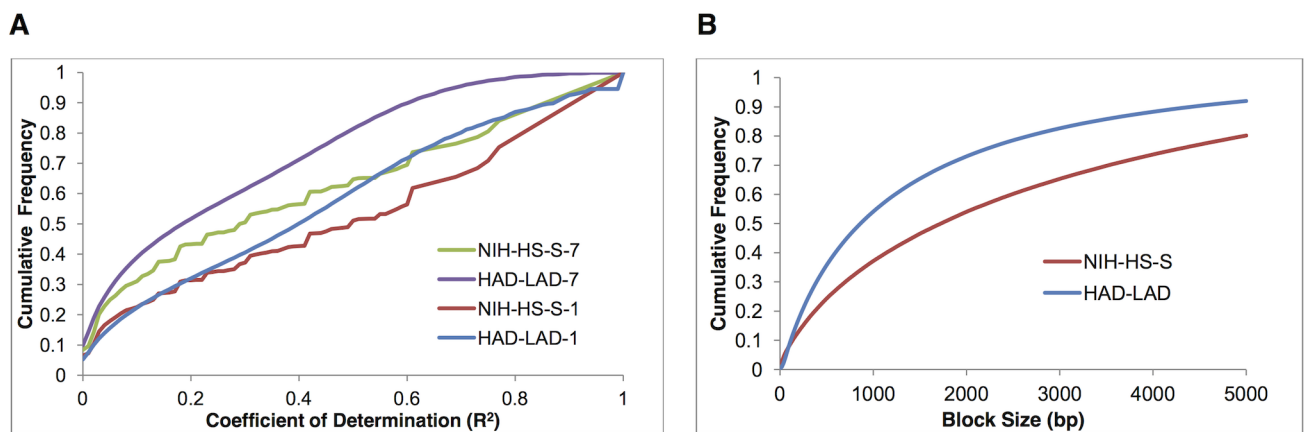 A
Cumulative Frequency
1
0.9
0.8
0.7
0.6
0.5
0.4
0.3
0.2
0.1
0
0
0.2
0.4
0.6
0.8
1
Coefficient of Determination (R²)
NIH-HS-S-7
HAD-LAD-7
NIH-HS-S-1
HAD-LAD-1
B
Cumulative Frequency
1
0.9
0.8
0.7
0.6
0.5
0.4
0.3
0.2
0.1
0
0
1000
2000
3000
4000
5000
Block Size (bp)
NIH-HS-S
HAD-LAD